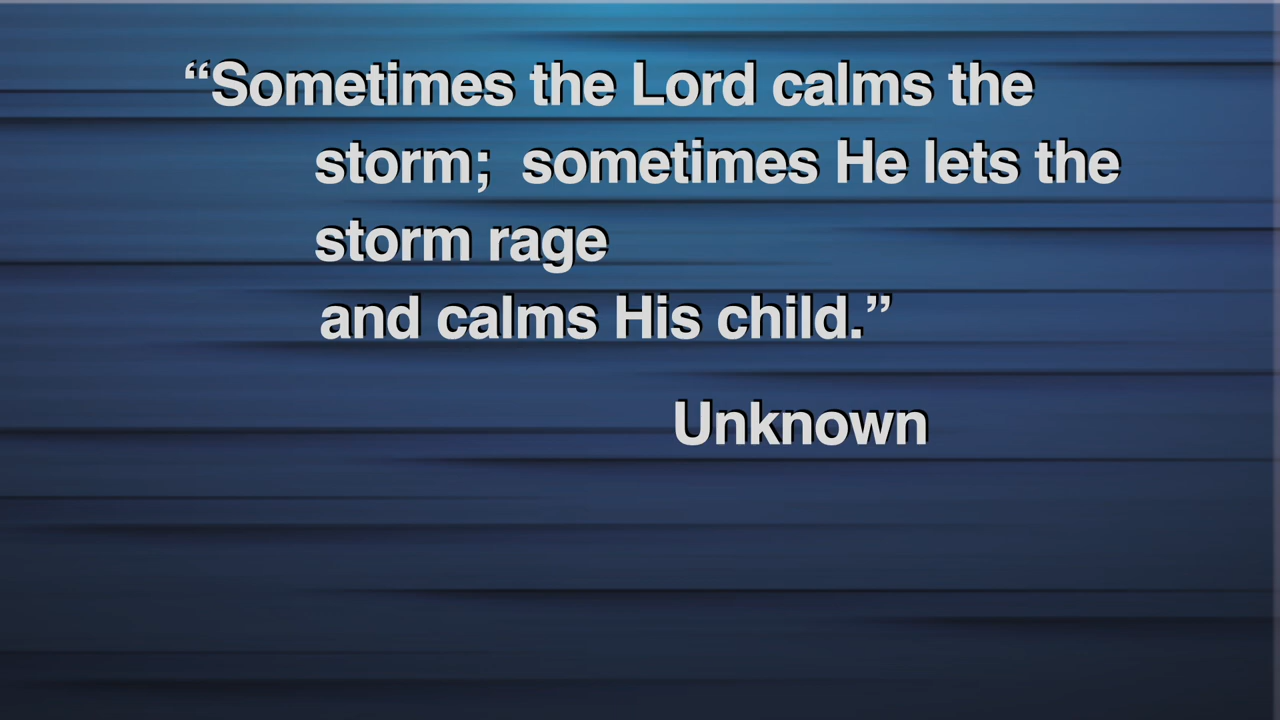 “Sometimes the Lord calms the
storm;  sometimes He lets the
storm rage
and calms His child.”
Unknown